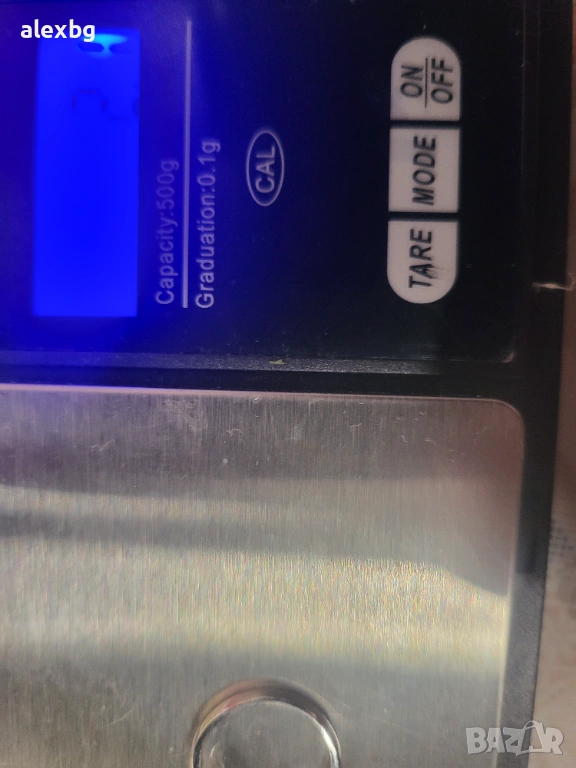 alexbg
Capacity:500g
Graduation:0.1g
CAL
ON
OFF
MODE
TARE
BAZAR